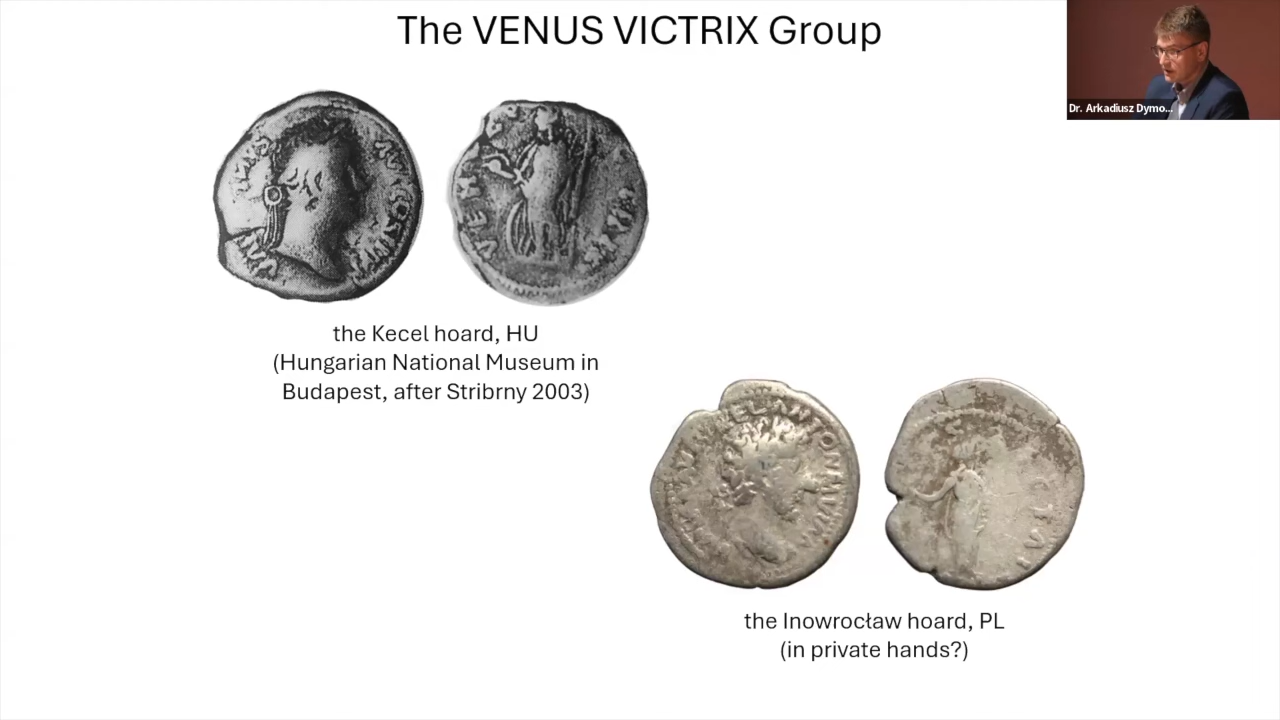 The VENUS VICTRIX Group
Dr. Arkadiusz Dymo...
the Kecel hoard, HU
(Hungarian National Museum in
Budapest, after Stribrny 2003)
the Inowrocław hoard, PL
(in private hands?)